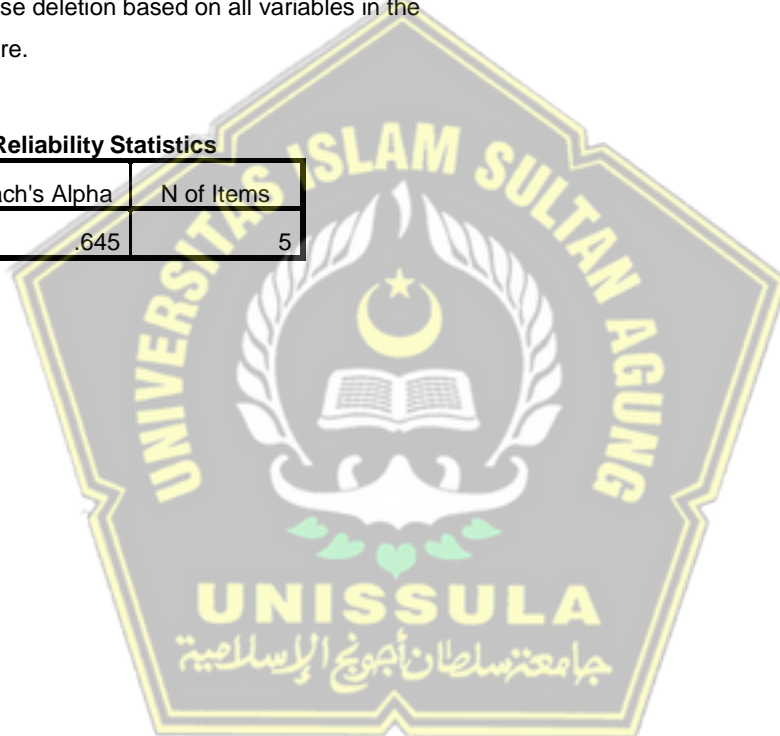 se deletion based on all variables in the
re.
Reliability Statistics
ach's Alpha N of Items
.645 5
UNIVERSITAS ISLAM SULTAN AGUNG
UNISSULA
جامعة سلطان أجونج الإسلامية